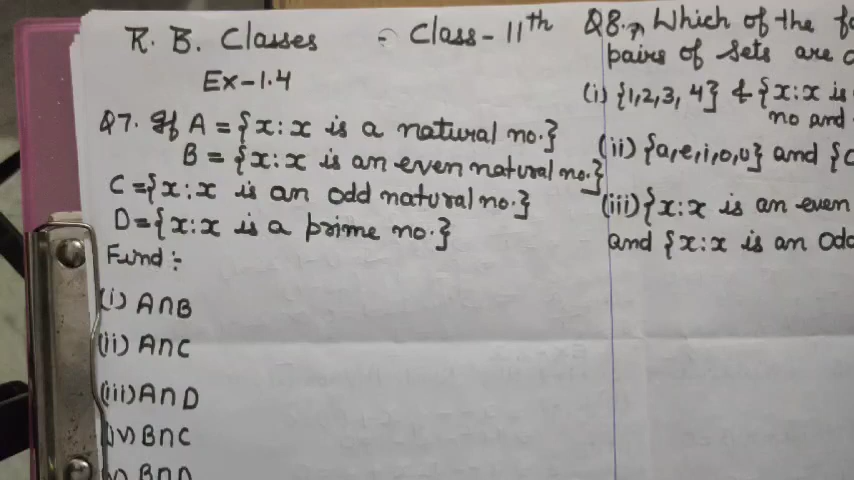 R. B. Classes - Class - 11th
Ex-1.4
Q7. If A = {x: x is a natural no.}
B = {x: x is an even natural no.}
C = {x: x is an odd natural no.}
D = {x: x is a prime no.}
Find :-
(i) A∩B
(ii) A∩C
(iii) A∩D
(iv) B∩C
B∩D
Q8. Which of the
pairs of sets are
(i) {1,2,3, 4} & {x: x is
no and
(ii) {a,e,i,o,u} and {c
(iii) {x: x is an even
and {x: x is an odd